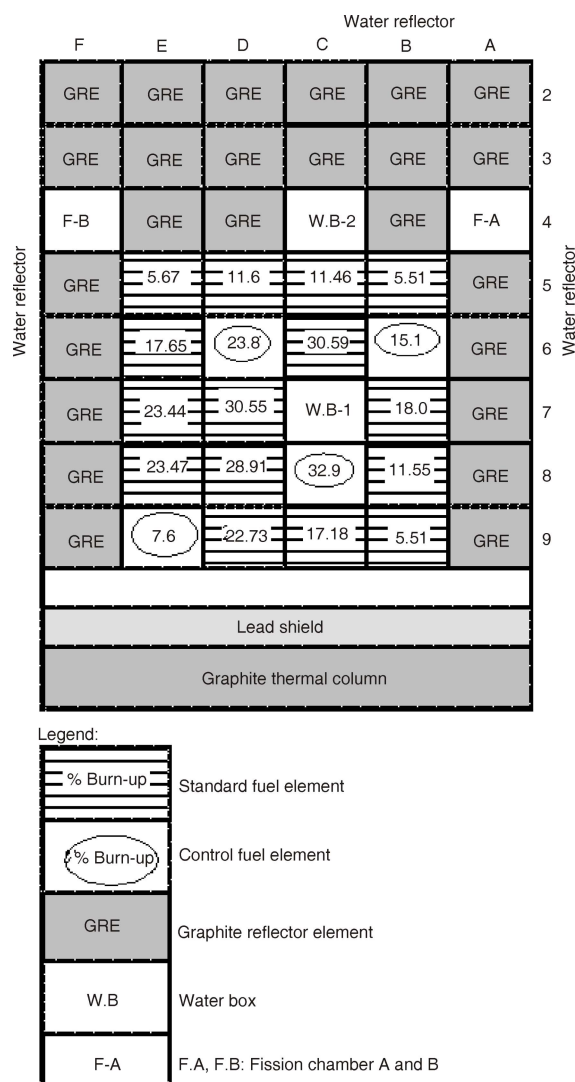 Water reflector
F E D C B A
GRE GRE GRE GRE GRE GRE 2
GRE GRE GRE GRE GRE GRE 3
F-B GRE GRE W.B-2 GRE F-A 4
Water reflector
Water reflector
GRE 5.67 11.6 11.46 5.51 GRE 5
GRE 17.65 23.8 30.59 15.1 GRE 6
GRE 23.44 30.55 W.B-1 18.0 GRE 7
GRE 23.47 28.91 32.9 11.55 GRE 8
GRE 7.6 22.73 17.18 5.51 GRE 9
Lead shield
Graphite thermal column
Legend:
% Burn-up Standard fuel element
% Burn-up Control fuel element
GRE Graphite reflector element
W.B Water box
F-A F.A, F.B: Fission chamber A and B